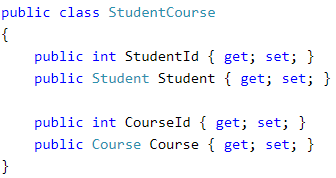 public class StudentCourse
{
    public int StudentId { get; set; }
    public Student Student { get; set; }

    public int CourseId { get; set; }
    public Course Course { get; set; }
}